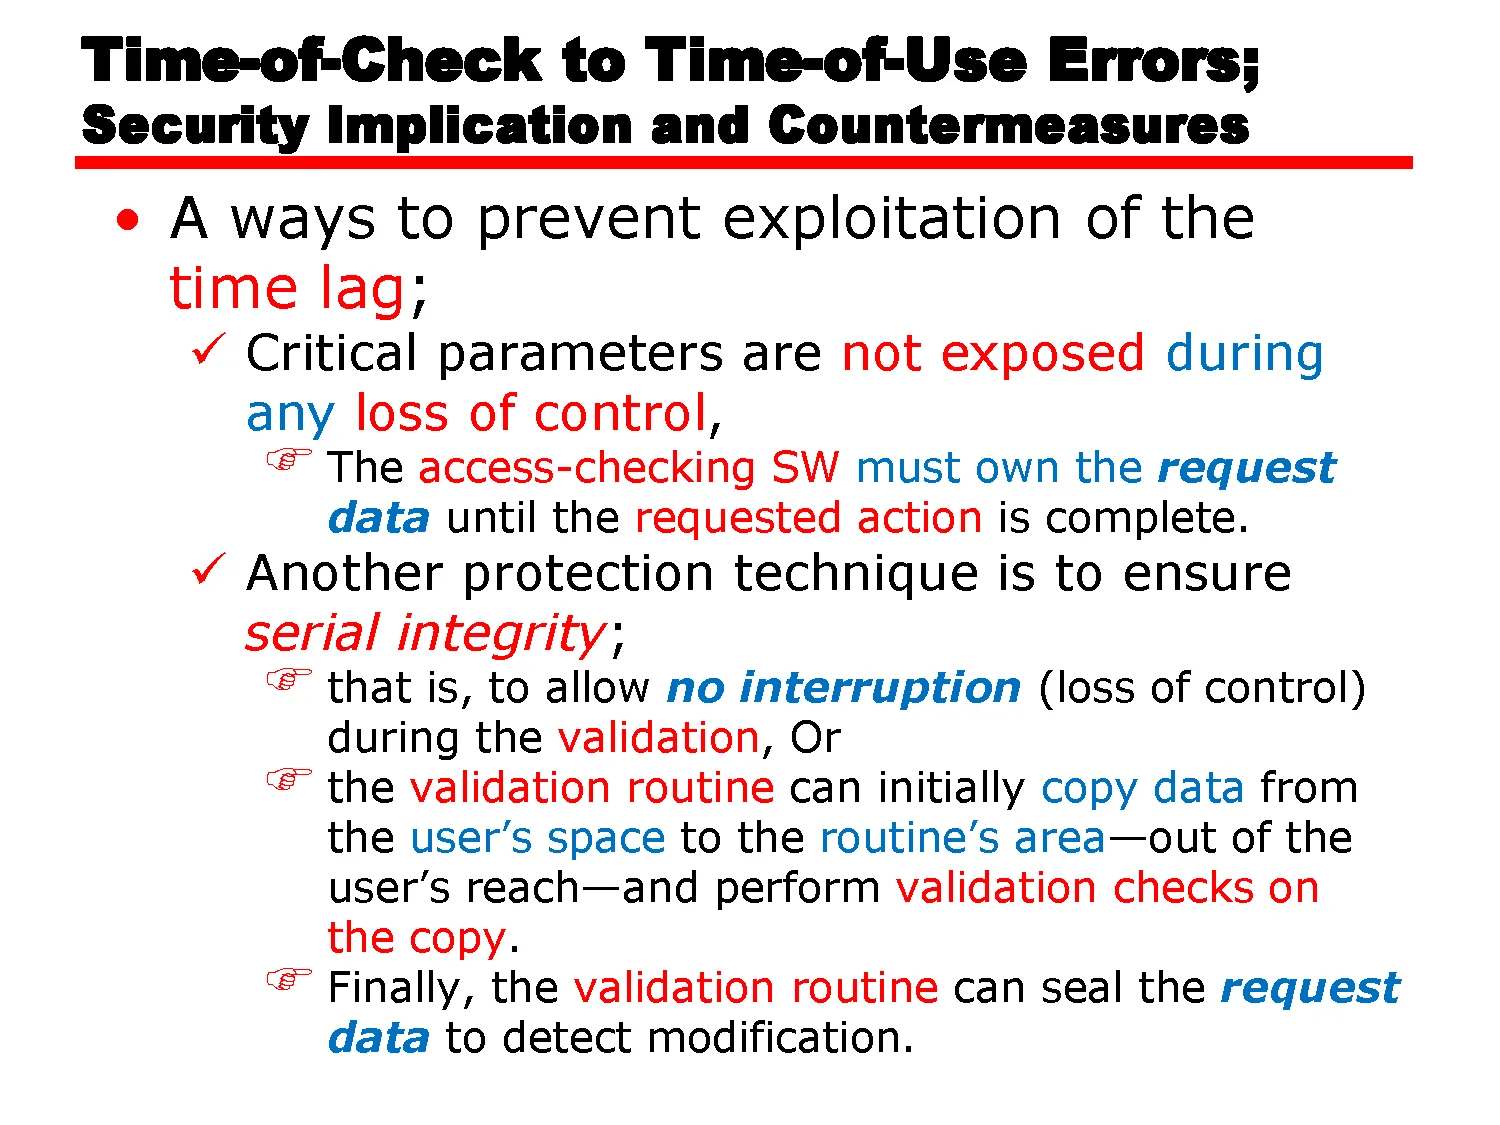 Time-of-Check to Time-of-Use Errors;
Security Implication and Countermeasures
• A ways to prevent exploitation of the
time lag;
✓ Critical parameters are not exposed during
any loss of control,
☞ The access-checking SW must own the request
data until the requested action is complete.
✓ Another protection technique is to ensure
serial integrity;
☞ that is, to allow no interruption (loss of control)
during the validation, Or
☞ the validation routine can initially copy data from
the user’s space to the routine’s area—out of the
user’s reach—and perform validation checks on
the copy.
☞ Finally, the validation routine can seal the request
data to detect modification.